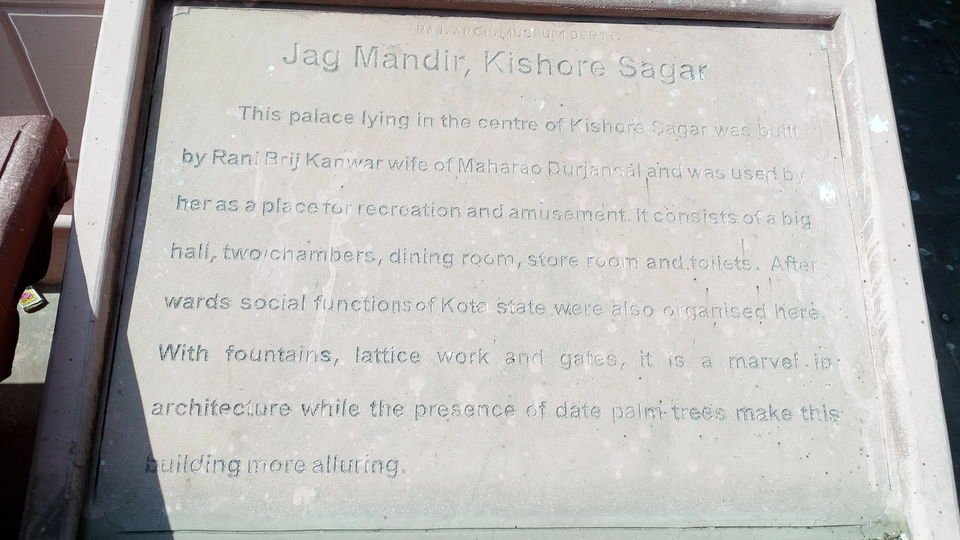 RAJ. ARCH. MUSEUM DEPTT.
Jag Mandir, Kishore Sagar
This palace lying in the centre of Kishore Sagar was built
by Rani Brij Kanwar wife of Maharao Durjansal and was used by
her as a place for recreation and amusement. It consists of a big
hall, two chambers, dining room, store room and toilets. After
wards social functions of Kota state were also organised here.
With fountains, lattice work and gates, it is a marvel in
architecture while the presence of date palm trees make this
building more alluring.